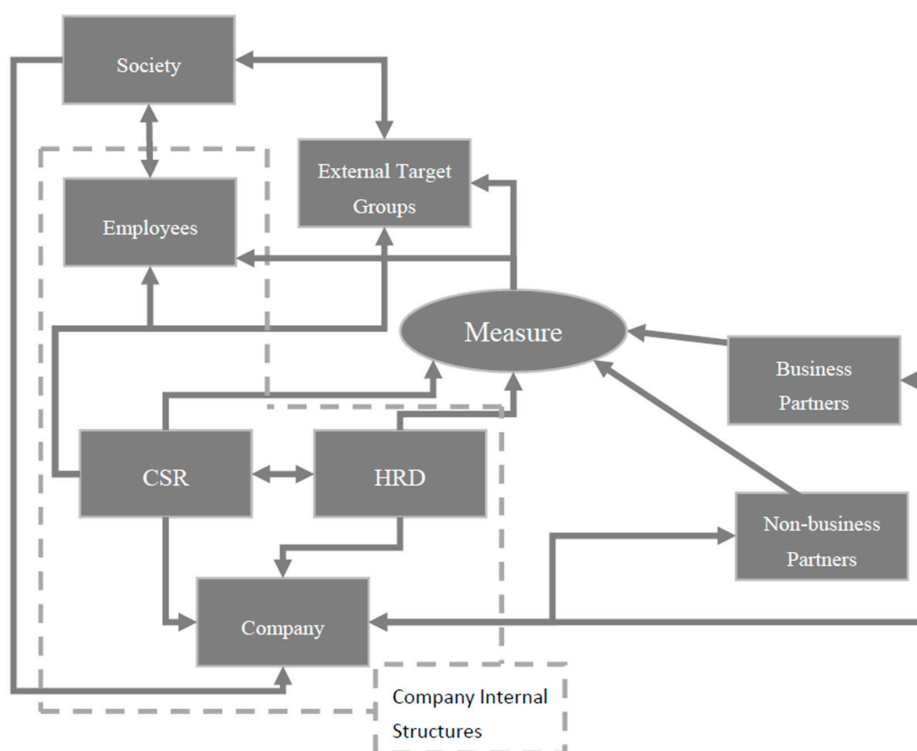 Society
External Target
Groups
Employees
Measure
Business
Partners
CSR
HRD
Non-business
Partners
Company
Company Internal
Structures